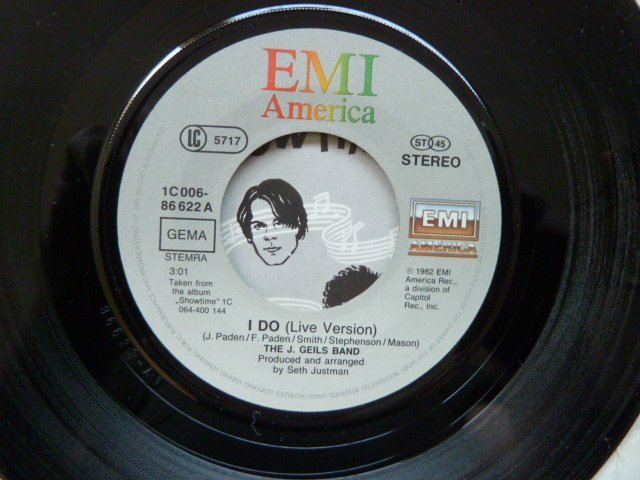 EMI
America
LC 5717
ST 45
STEREO
1C 006-
86 622 A
GEMA
STEMRA
3:01
Taken from
the album
„Showtime" 1C
064-400 144
EMI
AMERICA
℗ 1982 EMI
America Rec.,
a division of
Capitol
Rec., Inc.
I DO (Live Version)
(J. Paden/F. Paden/Smith/Stephenson/Mason)
THE J. GEILS BAND
Produced and arranged
by Seth Justman